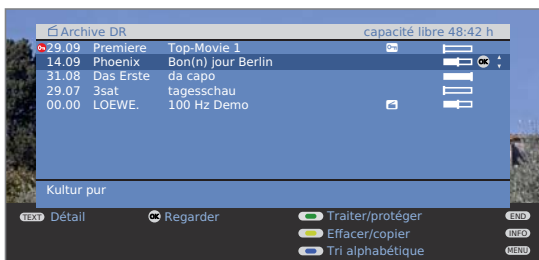 Archive DR capacité libre 48:42 h
29.09 Premiere Top-Movie 1
14.09 Phoenix Bon(n) jour Berlin OK
31.08 Das Erste da capo
29.07 3sat tagesschau
00.00 LOEWE. 100 Hz Demo
Kultur pur
TEXT Détail OK Regarder Traiter/protéger END
Effacer/copier INFO
Tri alphabétique MENU